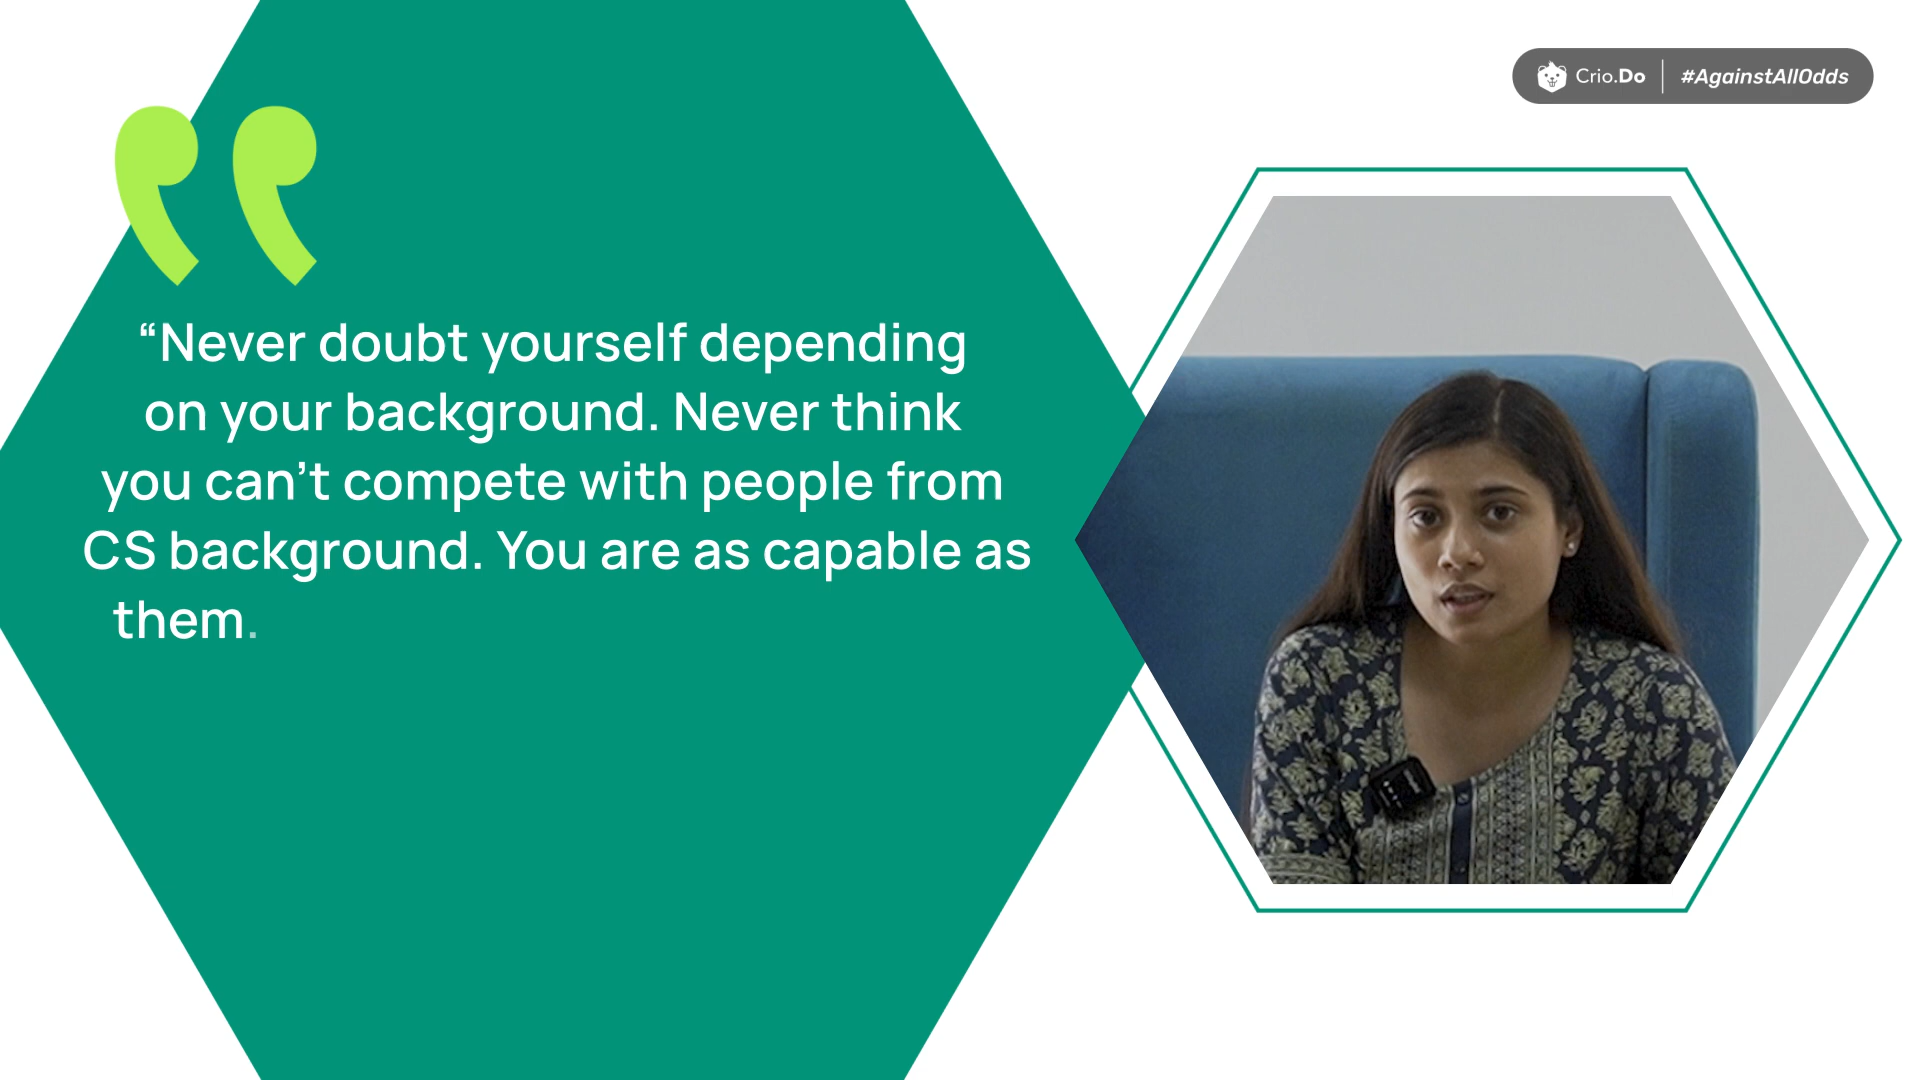 Crio.Do | #AgainstAllOdds
“Never doubt yourself depending
on your background. Never think
you can’t compete with people from
CS background. You are as capable as
them.